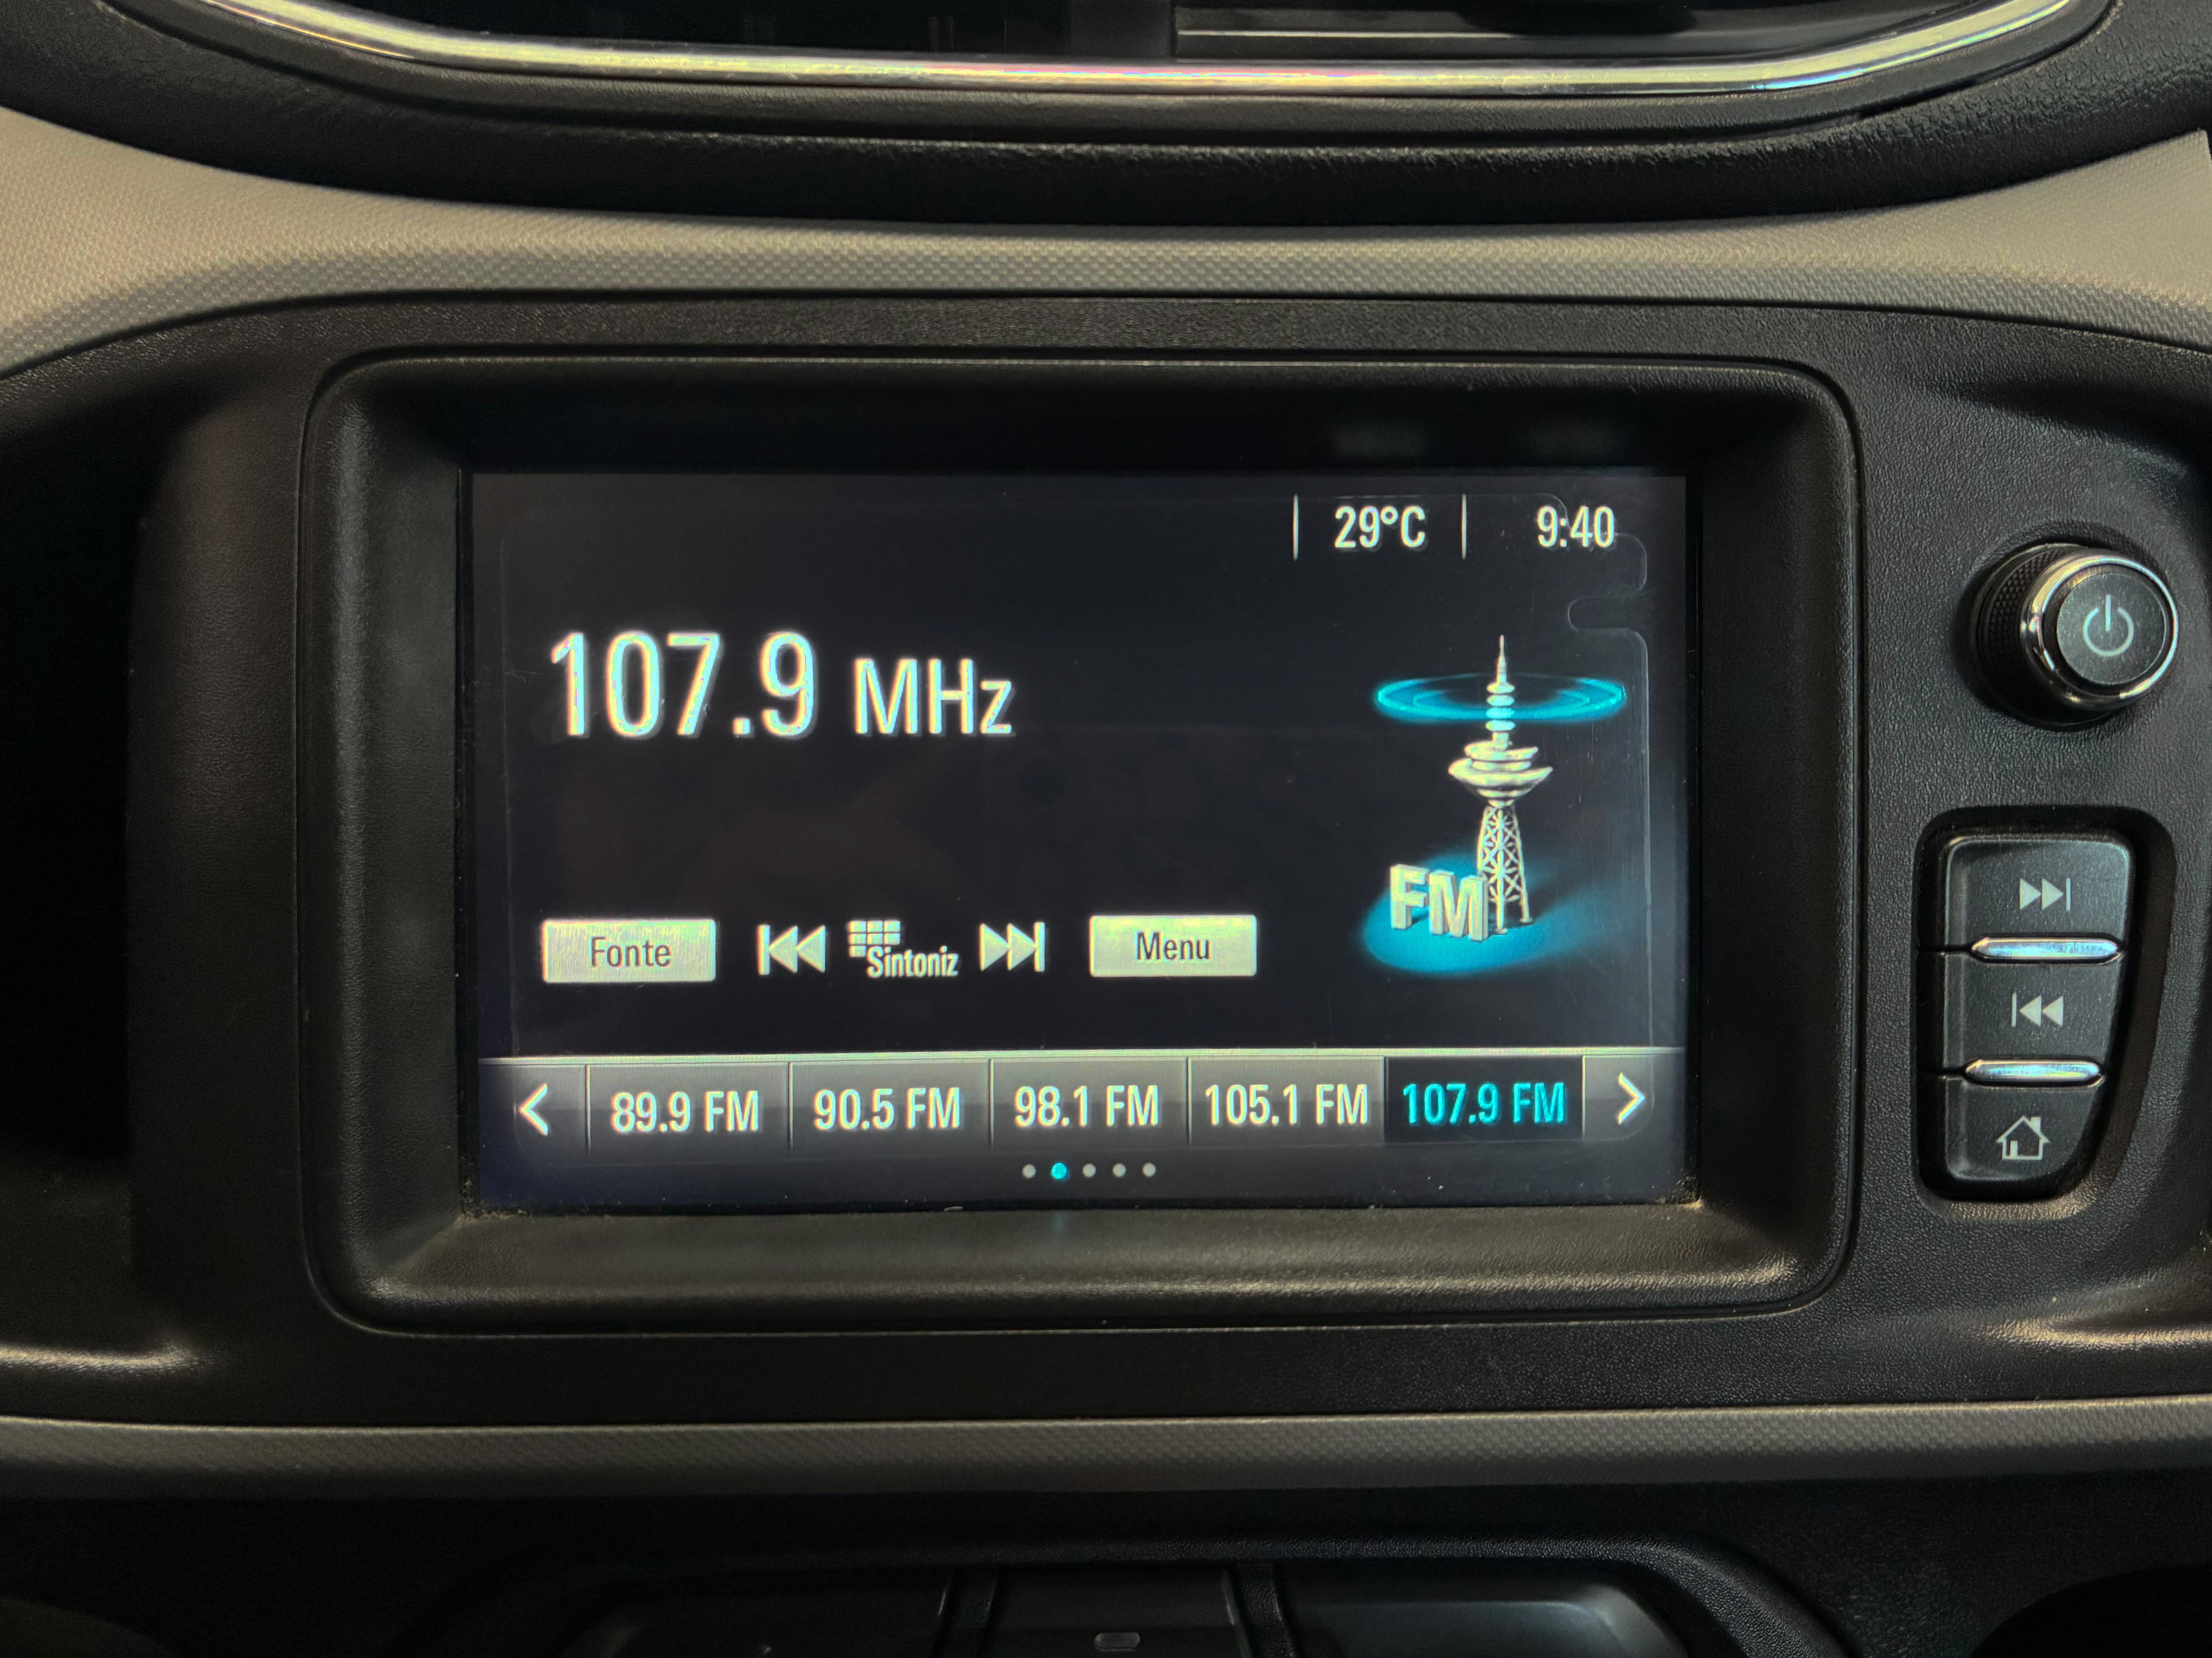 29°C 9:40
107.9 MHz
FM
Fonte Sintoniz Menu
89.9 FM 90.5 FM 98.1 FM 105.1 FM 107.9 FM